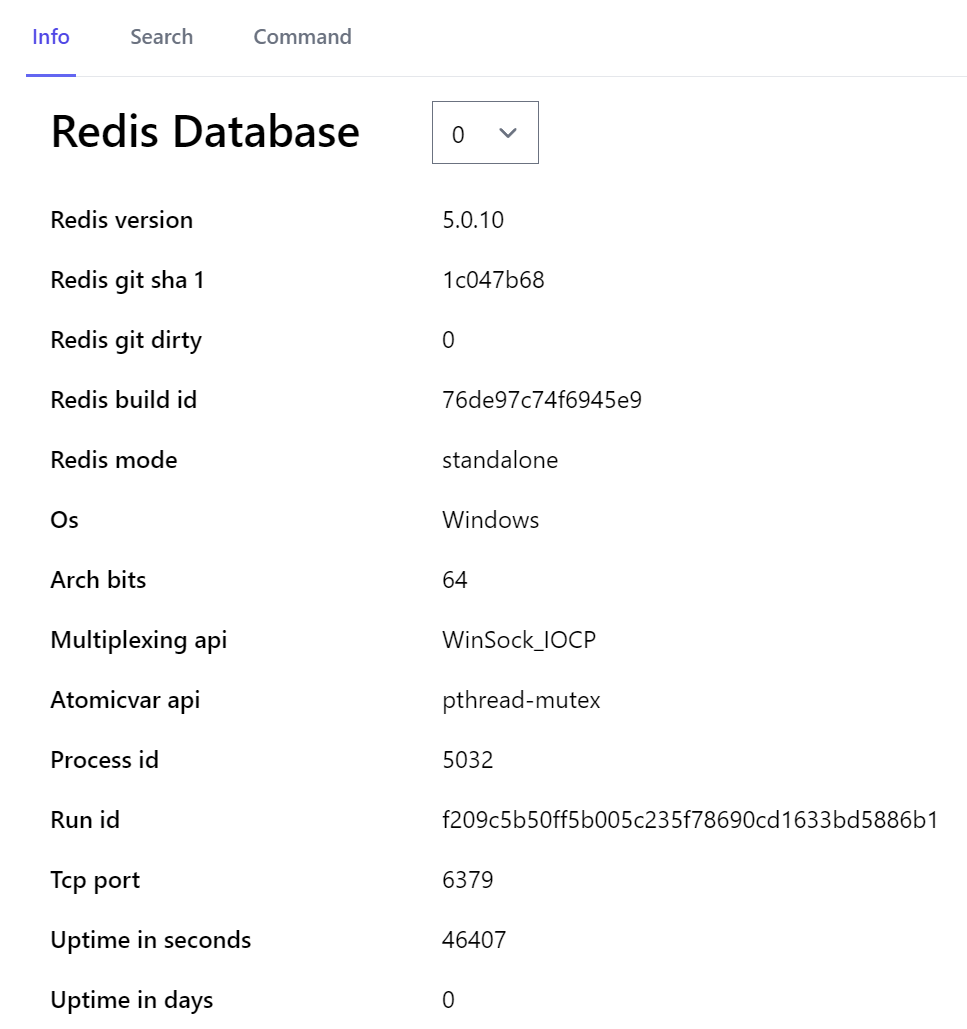 Info Search Command
Redis Database 0
Redis version 5.0.10
Redis git sha 1 1c047b68
Redis git dirty 0
Redis build id 76de97c74f6945e9
Redis mode standalone
Os Windows
Arch bits 64
Multiplexing api WinSock_IOCP
Atomicvar api pthread-mutex
Process id 5032
Run id f209c5b50ff5b005c235f78690cd1633bd5886b1
Tcp port 6379
Uptime in seconds 46407
Uptime in days 0